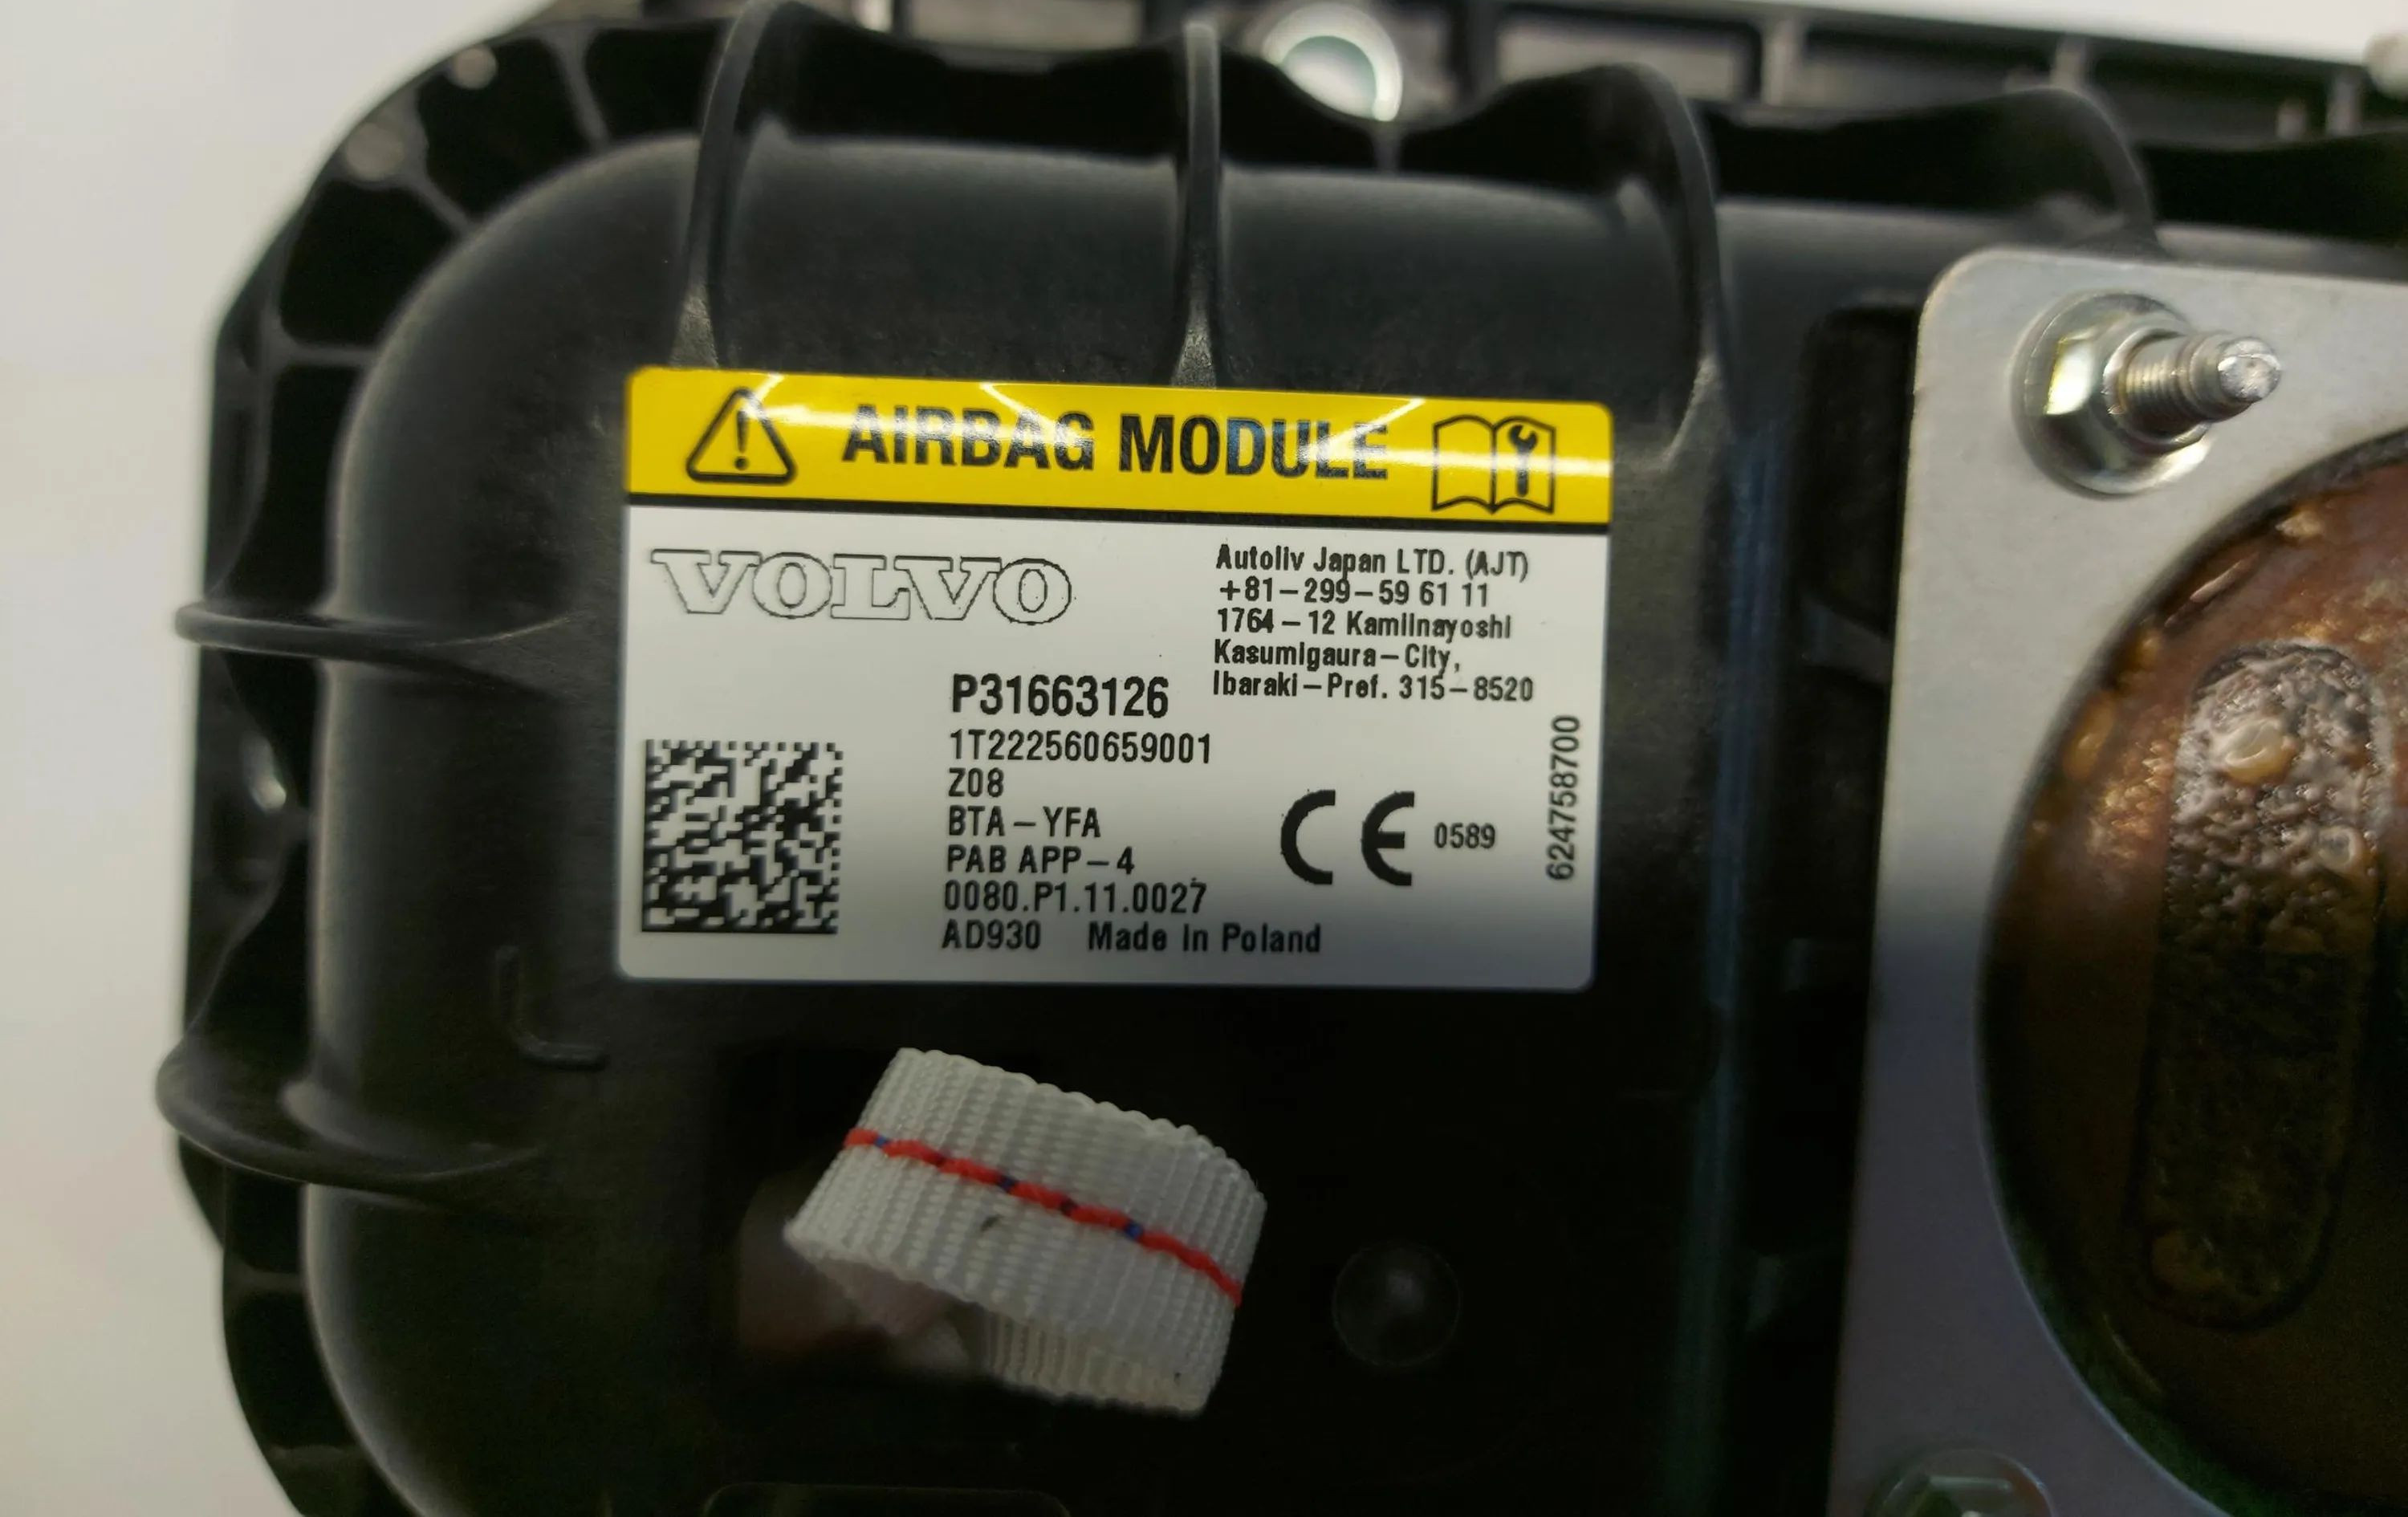 AIRBAG MODULE
VOLVO
Autoliv Japan LTD. (AJT)
+81-299-59 61 11
1764-12 Kamiinayoshi
Kasumigaura-City,
Ibaraki-Pref. 315-8520
P31663126
1T222560659001
Z08
BTA-YFA
PAB APP-4
0080.P1.11.0027
AD930 Made in Poland
CE 0589
6247758700